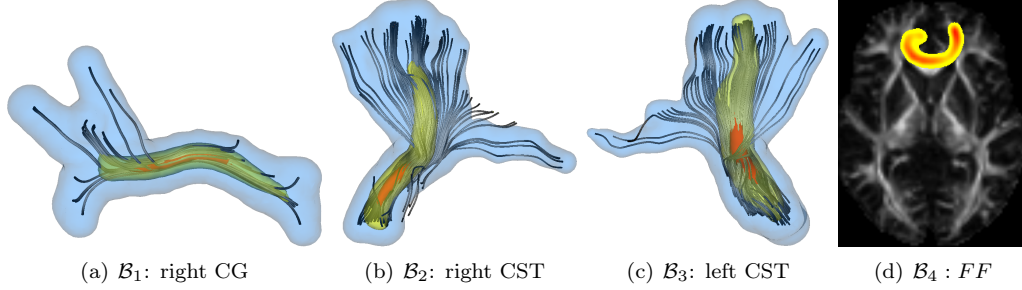 (a) 𝓑₁: right CG
(b) 𝓑₂: right CST
(c) 𝓑₃: left CST
(d) 𝓑₄ : FF